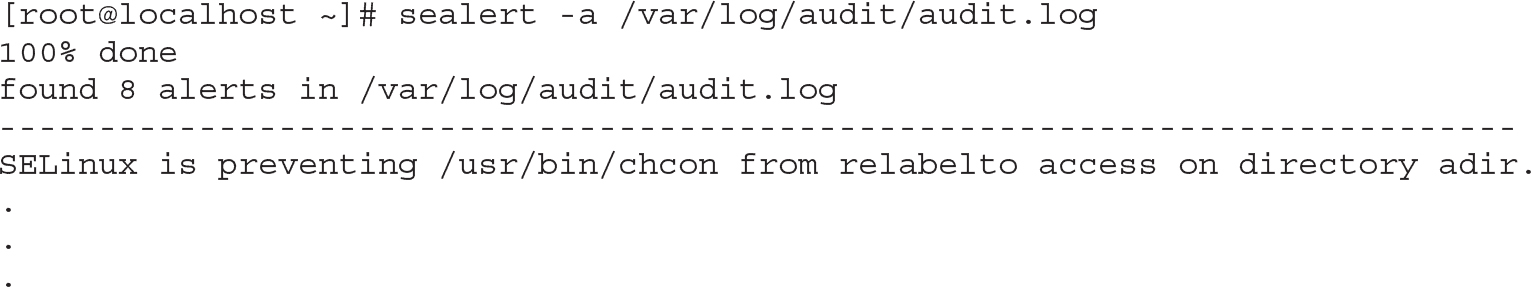 [root@localhost ~]# sealert -a /var/log/audit/audit.log
100% done
found 8 alerts in /var/log/audit/audit.log
----------------------------------------------------------------------------
SELinux is preventing /usr/bin/chcon from relabelto access on directory adir.
.
.
.